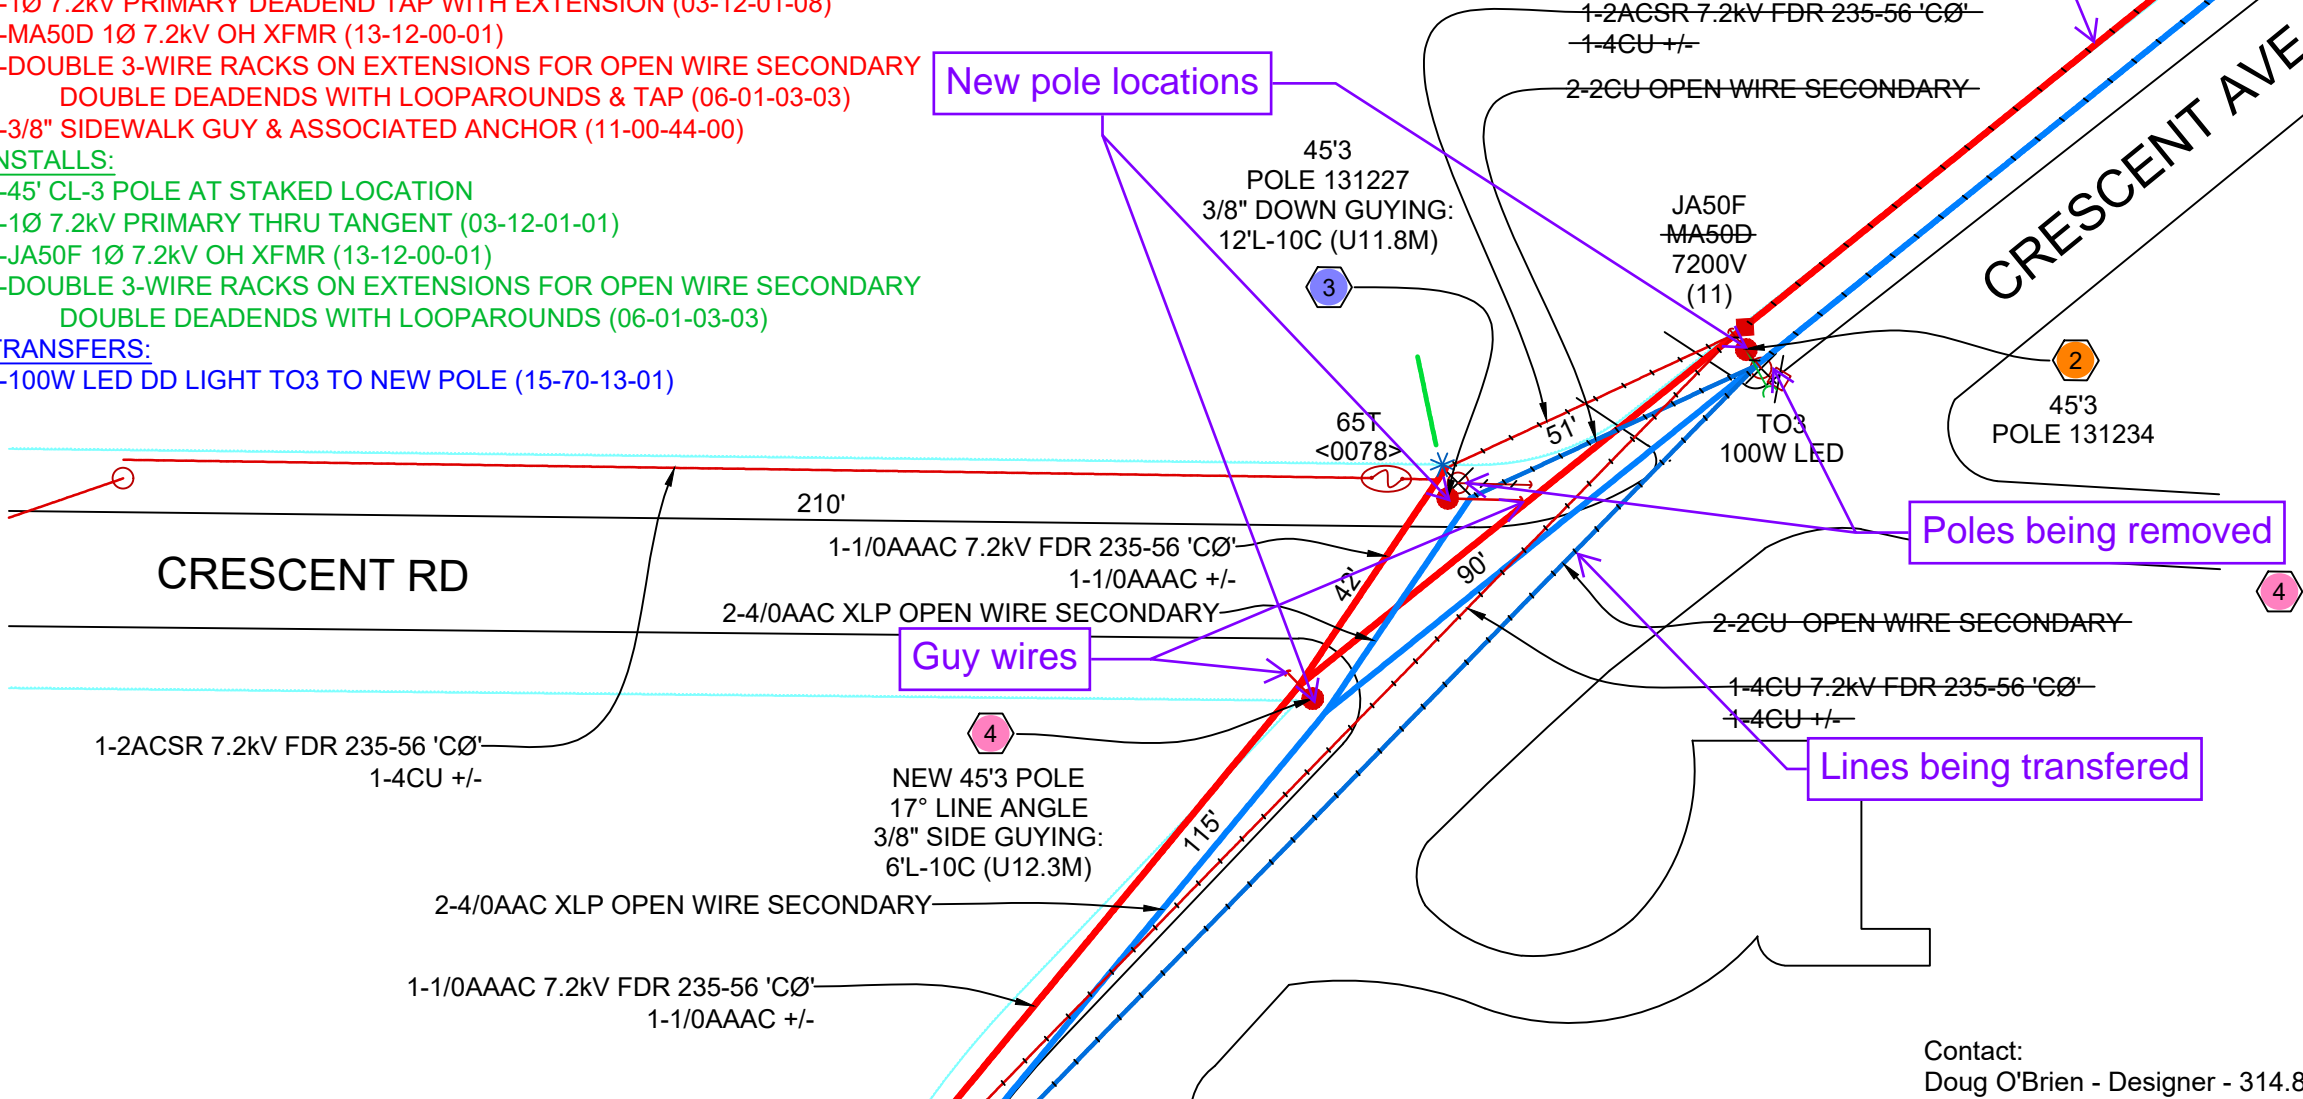 -1Ø 7.2kV PRIMARY DEADEND TAP WITH EXTENSION (03-12-01-08)
-MA50D 1Ø 7.2kV OH XFMR (13-12-00-01)
-DOUBLE 3-WIRE RACKS ON EXTENSIONS FOR OPEN WIRE SECONDARY
DOUBLE DEADENDS WITH LOOPAROUNDS & TAP (06-01-03-03)
-3/8" SIDEWALK GUY & ASSOCIATED ANCHOR (11-00-44-00)
NSTALLS:
-45' CL-3 POLE AT STAKED LOCATION
-1Ø 7.2kV PRIMARY THRU TANGENT (03-12-01-01)
-JA50F 1Ø 7.2kV OH XFMR (13-12-00-01)
-DOUBLE 3-WIRE RACKS ON EXTENSIONS FOR OPEN WIRE SECONDARY
DOUBLE DEADENDS WITH LOOPAROUNDS (06-01-03-03)
TRANSFERS:
-100W LED DD LIGHT TO3 TO NEW POLE (15-70-13-01)
New pole locations
1-2ACSR 7.2kV FDR 235-56 'CØ'
1-4CU +/-
2-2CU OPEN WIRE SECONDARY
45'3
POLE 131227
3/8" DOWN GUYING:
12'L-10C (U11.8M)
3
JA50F
MA50D
7200V
(11)
CRESCENT AVE
2
45'3
POLE 131234
TO3
100W LED
65T
<0078>
51'
210'
CRESCENT RD
1-1/0AAAC 7.2kV FDR 235-56 'CØ'
1-1/0AAAC +/-
42'
90'
2-4/0AAC XLP OPEN WIRE SECONDARY
Guy wires
Poles being removed
4
2-2CU OPEN WIRE SECONDARY
1-4CU 7.2kV FDR 235-56 'CØ'
1-4CU +/-
Lines being transfered
1-2ACSR 7.2kV FDR 235-56 'CØ'
1-4CU +/-
4
NEW 45'3 POLE
17° LINE ANGLE
3/8" SIDE GUYING:
6'L-10C (U12.3M)
115'
2-4/0AAC XLP OPEN WIRE SECONDARY
1-1/0AAAC 7.2kV FDR 235-56 'CØ'
1-1/0AAAC +/-
Contact:
Doug O'Brien - Designer - 314.8